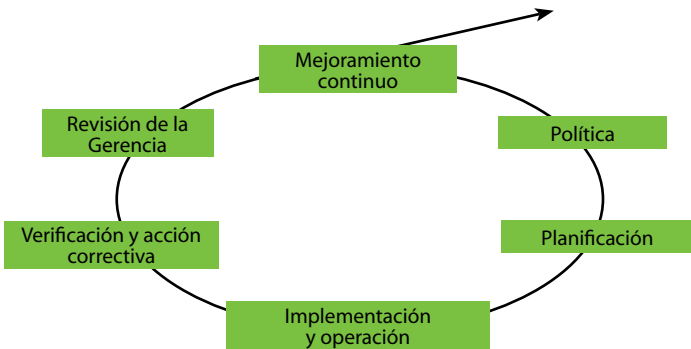 Mejoramiento
continuo
Política
Planificación
Implementación
y operación
Verificación y acción
correctiva
Revisión de la
Gerencia